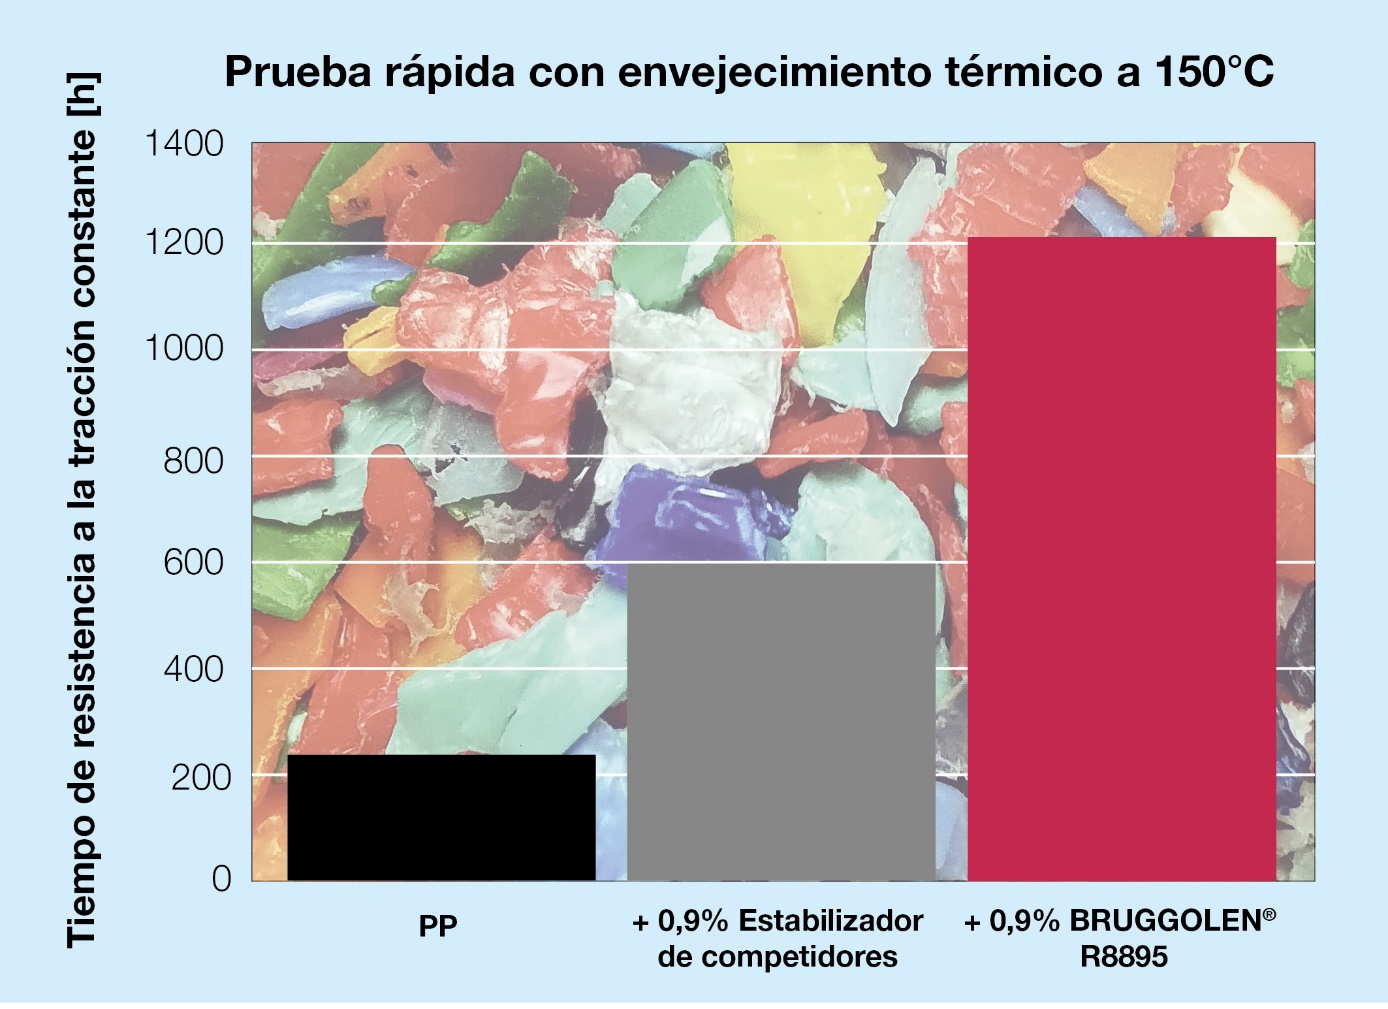 Prueba rápida con envejecimiento térmico a 150°C
Tiempo de resistencia a la tracción constante [h]
1400
1200
1000
800
600
400
200
0
PP
+ 0,9% Estabilizador
de competidores
+ 0,9% BRUGGOLEN®
R8895